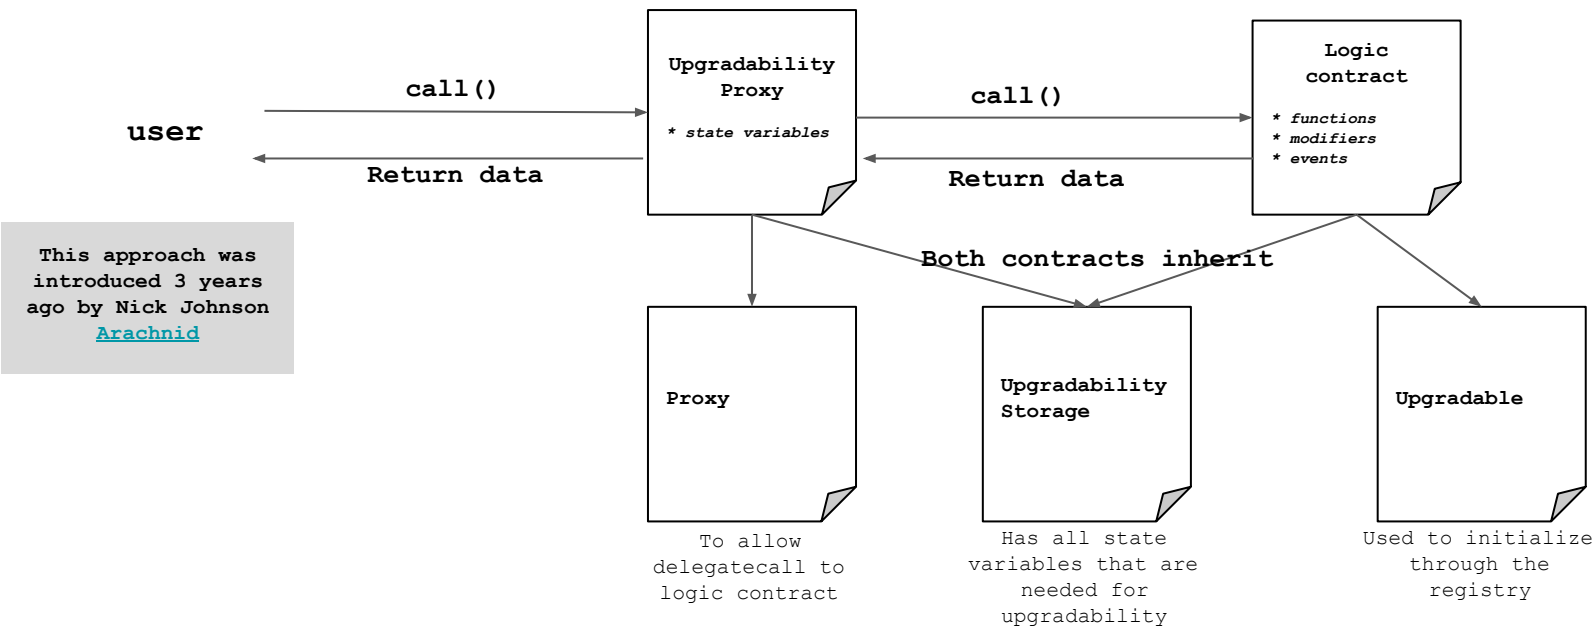 call()
user
Return data
Upgradability
Proxy
* state variables
call()
Return data
Logic
contract
* functions
* modifiers
* events
This approach was
introduced 3 years
ago by Nick Johnson
Arachnid
Both contracts inherit
Proxy
To allow
delegatecall to
logic contract
Upgradability
Storage
Has all state
variables that are
needed for
upgradability
Upgradable
Used to initialize
through the
registry